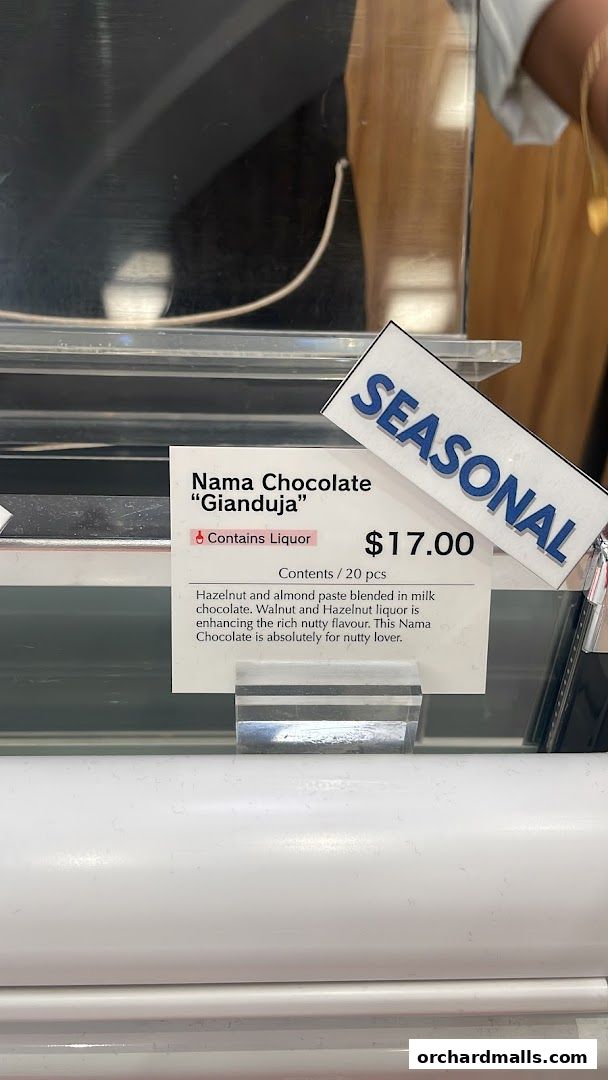 SEASONAL
Nama Chocolate
“Gianduja”
Contains Liquor
$17.00
Contents / 20 pcs
Hazelnut and almond paste blended in milk
chocolate. Walnut and Hazelnut liquor is
enhancing the rich nutty flavour. This Nama
Chocolate is absolutely for nutty lover.
orchardmalls.com